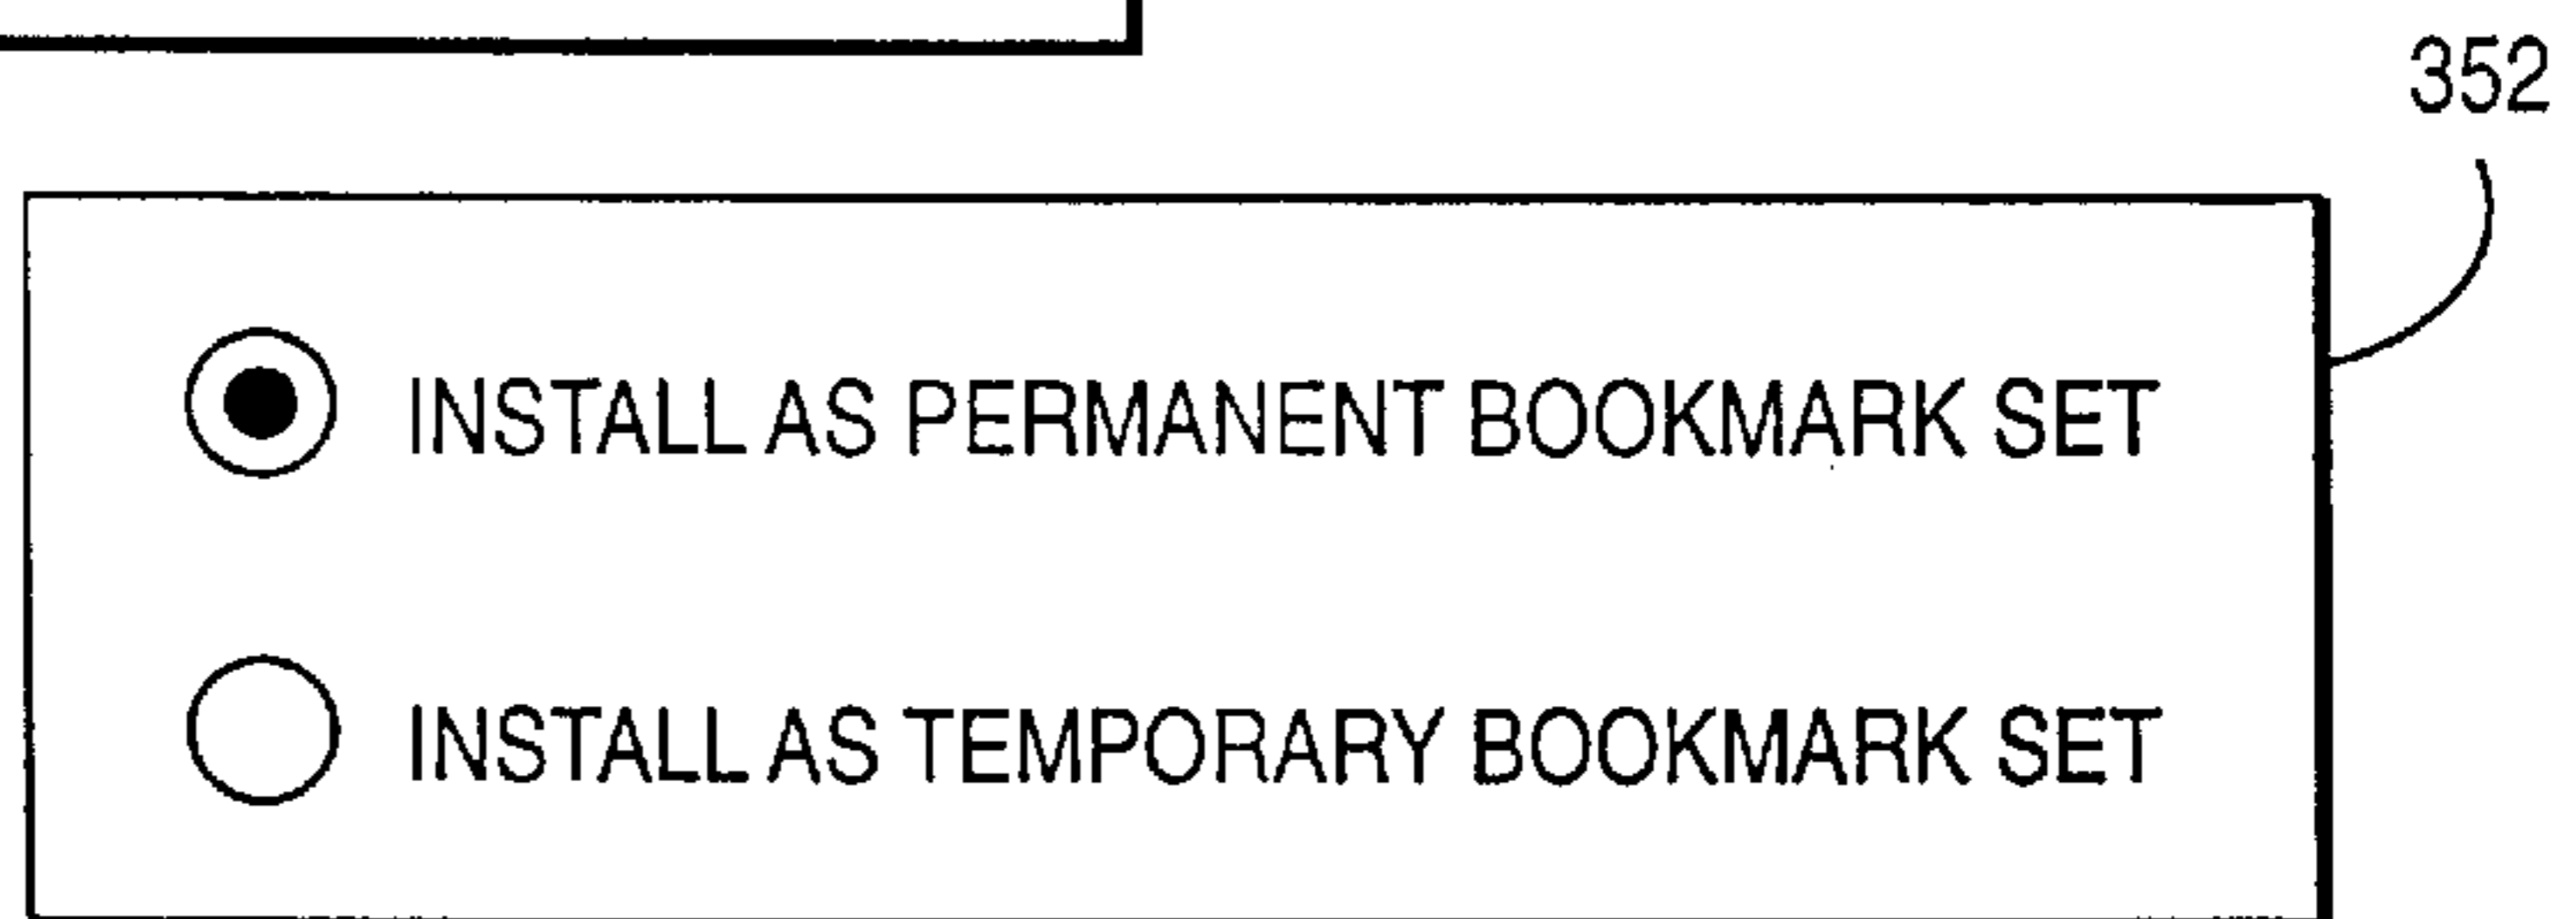 352
INSTALL AS PERMANENT BOOKMARK SET
INSTALL AS TEMPORARY BOOKMARK SET